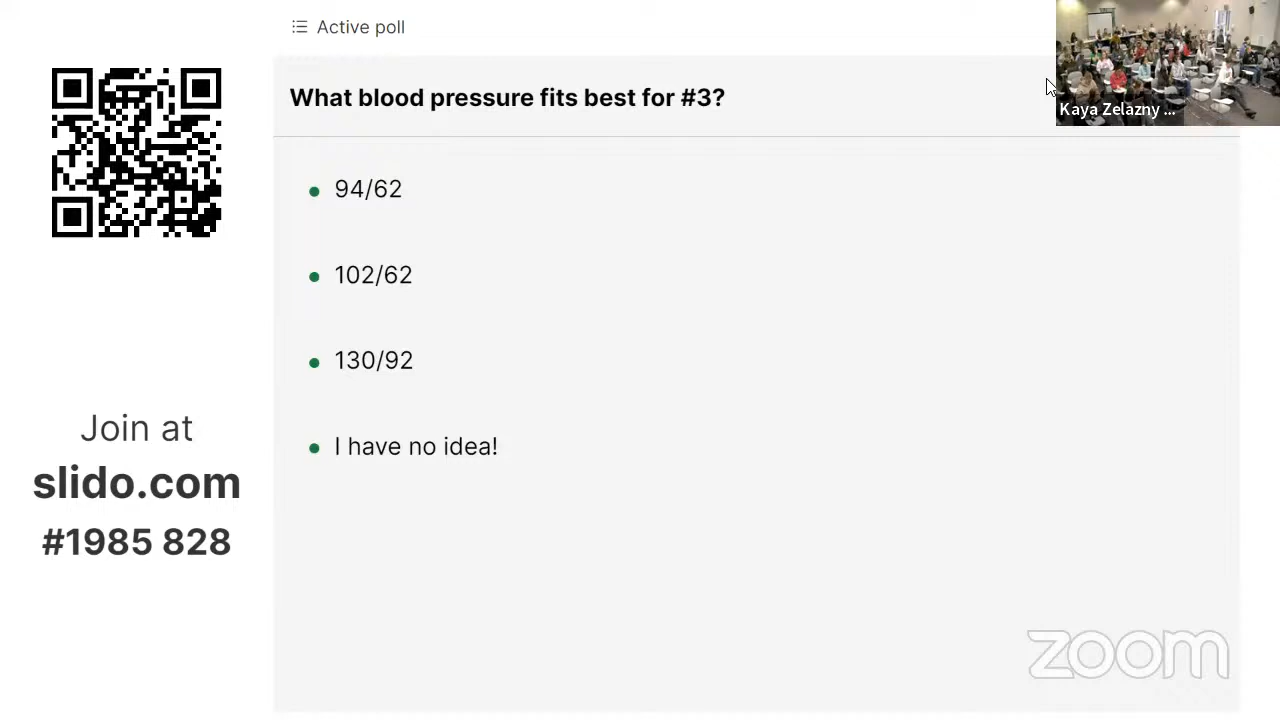 Active poll
Kaya Zelazny ...
What blood pressure fits best for #3?
94/62
102/62
130/92
I have no idea!
Join at
slido.com
#1985 828
zoom